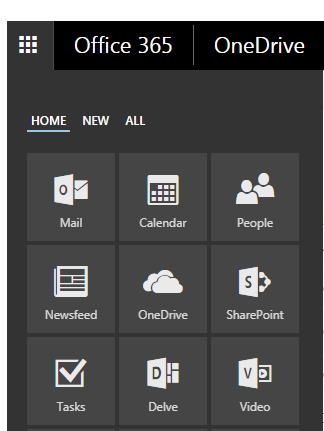 Office 365 OneDrive
HOME NEW ALL
Mail Calendar People
Newsfeed OneDrive SharePoint
Tasks Delve Video